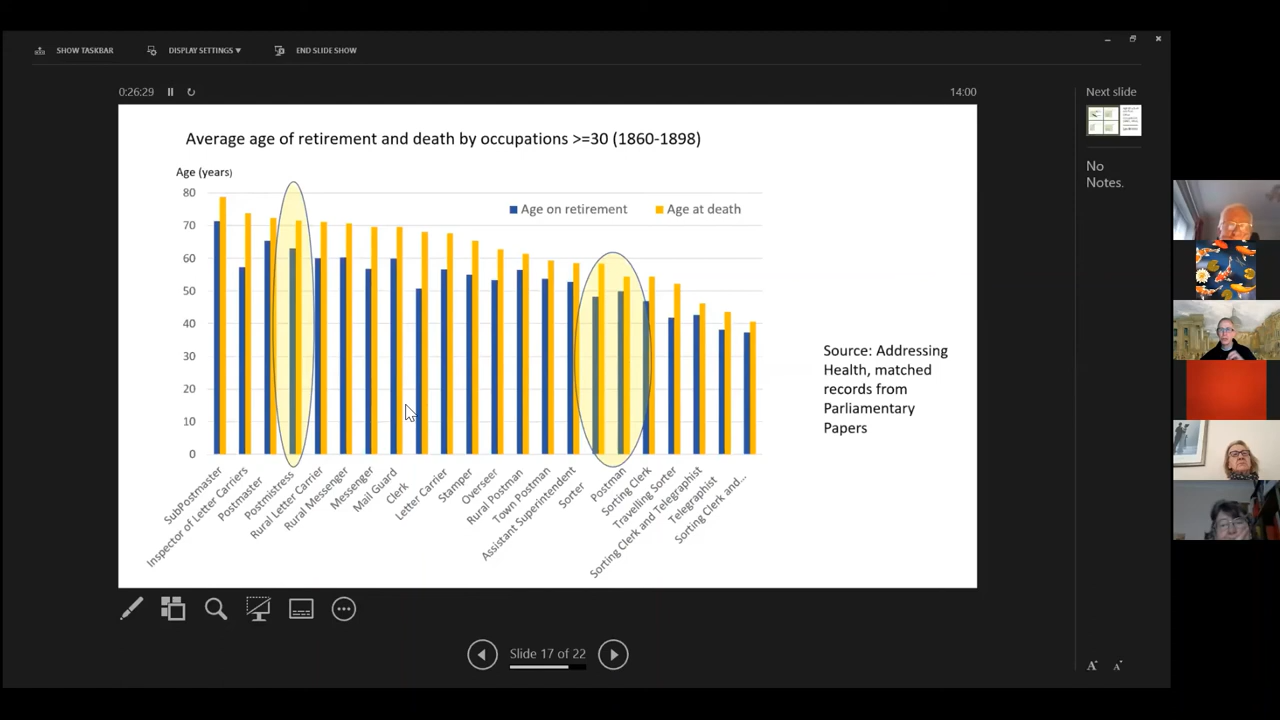 SHOW TASKBAR
DISPLAY SETTINGS ▾
END SLIDE SHOW
0:26:29
14:00
Next slide
No
Notes.
Average age of retirement and death by occupations >=30 (1860-1898)
Age (years)
Age on retirement
Age at death
80
70
60
50
40
30
20
10
0
SubPostmaster
Inspector of Letter Carriers
Postmaster
Postmistress
Rural Letter Carrier
Rural Messenger
Messenger
Mail Guard
Clerk
Letter Carrier
Stamper
Overseer
Rural Postman
Town Postman
Assistant Superintendent
Sorter
Postman
Sorting Clerk
Travelling Sorter
Sorting Clerk and Telegraphist
Telegraphist
Sorting Clerk and...
Source: Addressing
Health, matched
records from
Parliamentary
Papers
Slide 17 of 22
A
A